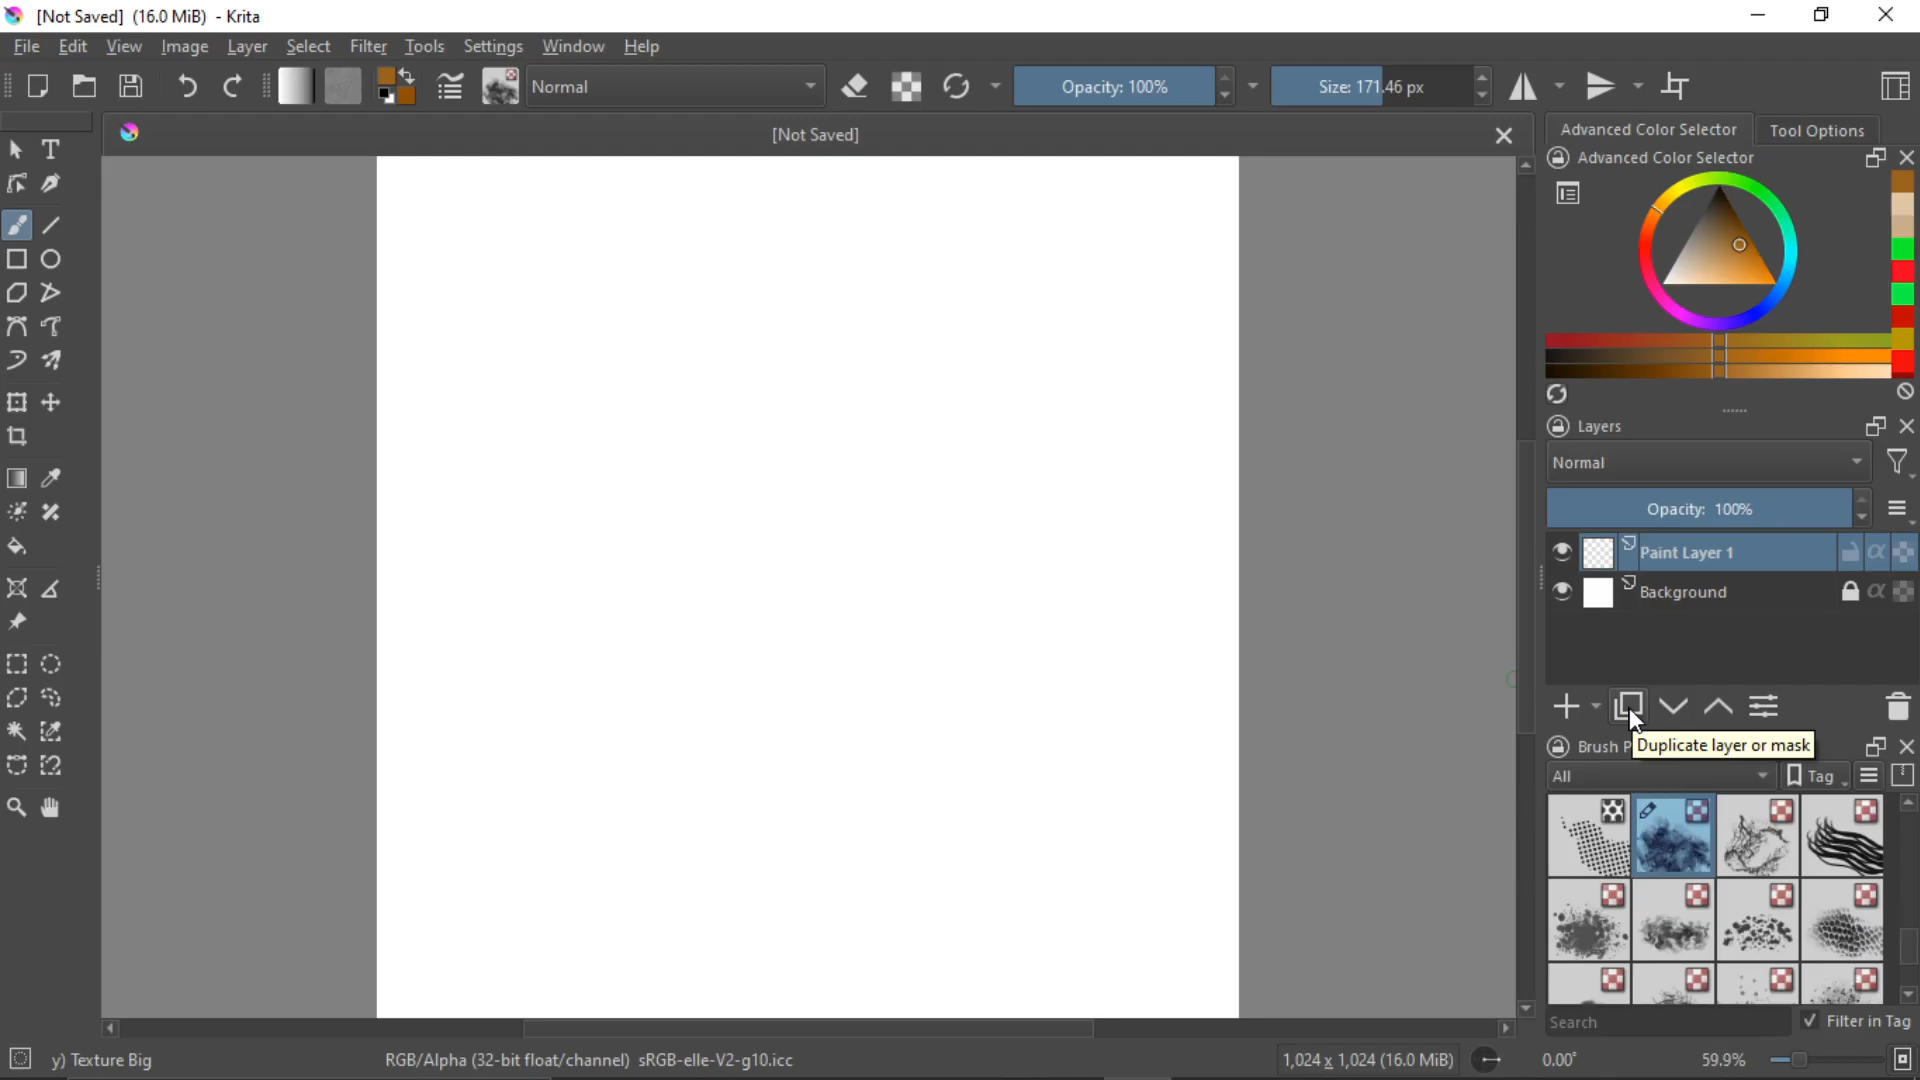 [Not Saved] (16.0 MiB) - Krita
File Edit View Image Layer Select Filter Tools Settings Window Help
Normal
Opacity: 100%
Size: 171.46 px
[Not Saved]
Advanced Color Selector
Tool Options
Advanced Color Selector
Layers
Normal
Opacity: 100%
Paint Layer 1
Background
Brush P
Duplicate layer or mask
All
Tag
Search
Filter in Tag
y) Texture Big
RGB/Alpha (32-bit float/channel) sRGB-elle-V2-g10.icc
1,024 x 1,024 (16.0 MiB)
0.00°
59.9%